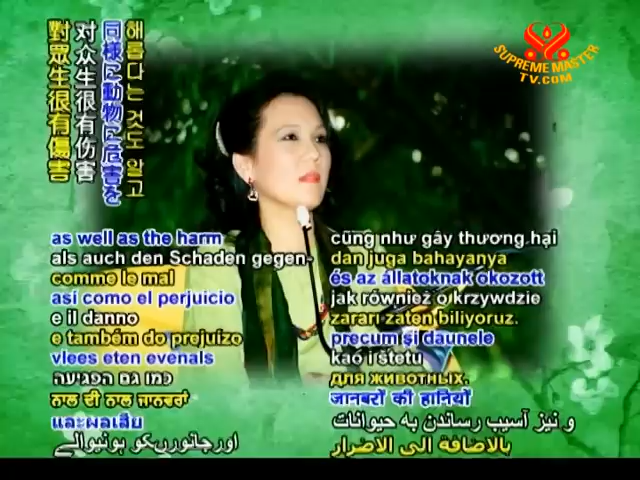 SUPREME MASTER
TV.COM
해롭다는 것도 알고
同樣に動物に危害を
对众生很有伤害
對眾生很有傷害
as well as the harm
als auch den Schaden gegen-
comme le mal
así como el perjuicio
e il danno
e também do prejuízo
vlees eten evenals
כמו גם הפגיעה
ਨਾਲ ਦੀ ਨਾਲ ਜਾਨਵਰਾਂ
และผลเสีย
اور جانوروں کو ہونیوالے
cũng như gây thương hại
dan juga bahayanya
és az állatoknak okozott
jak również o krzywdzie
zararı zaten biliyoruz.
precum și daunele
kao i štetu
для животных.
जानवरों की हानियों
و نیز آسیب رساندن به حیوانات
بالاضافة الى الاضرار